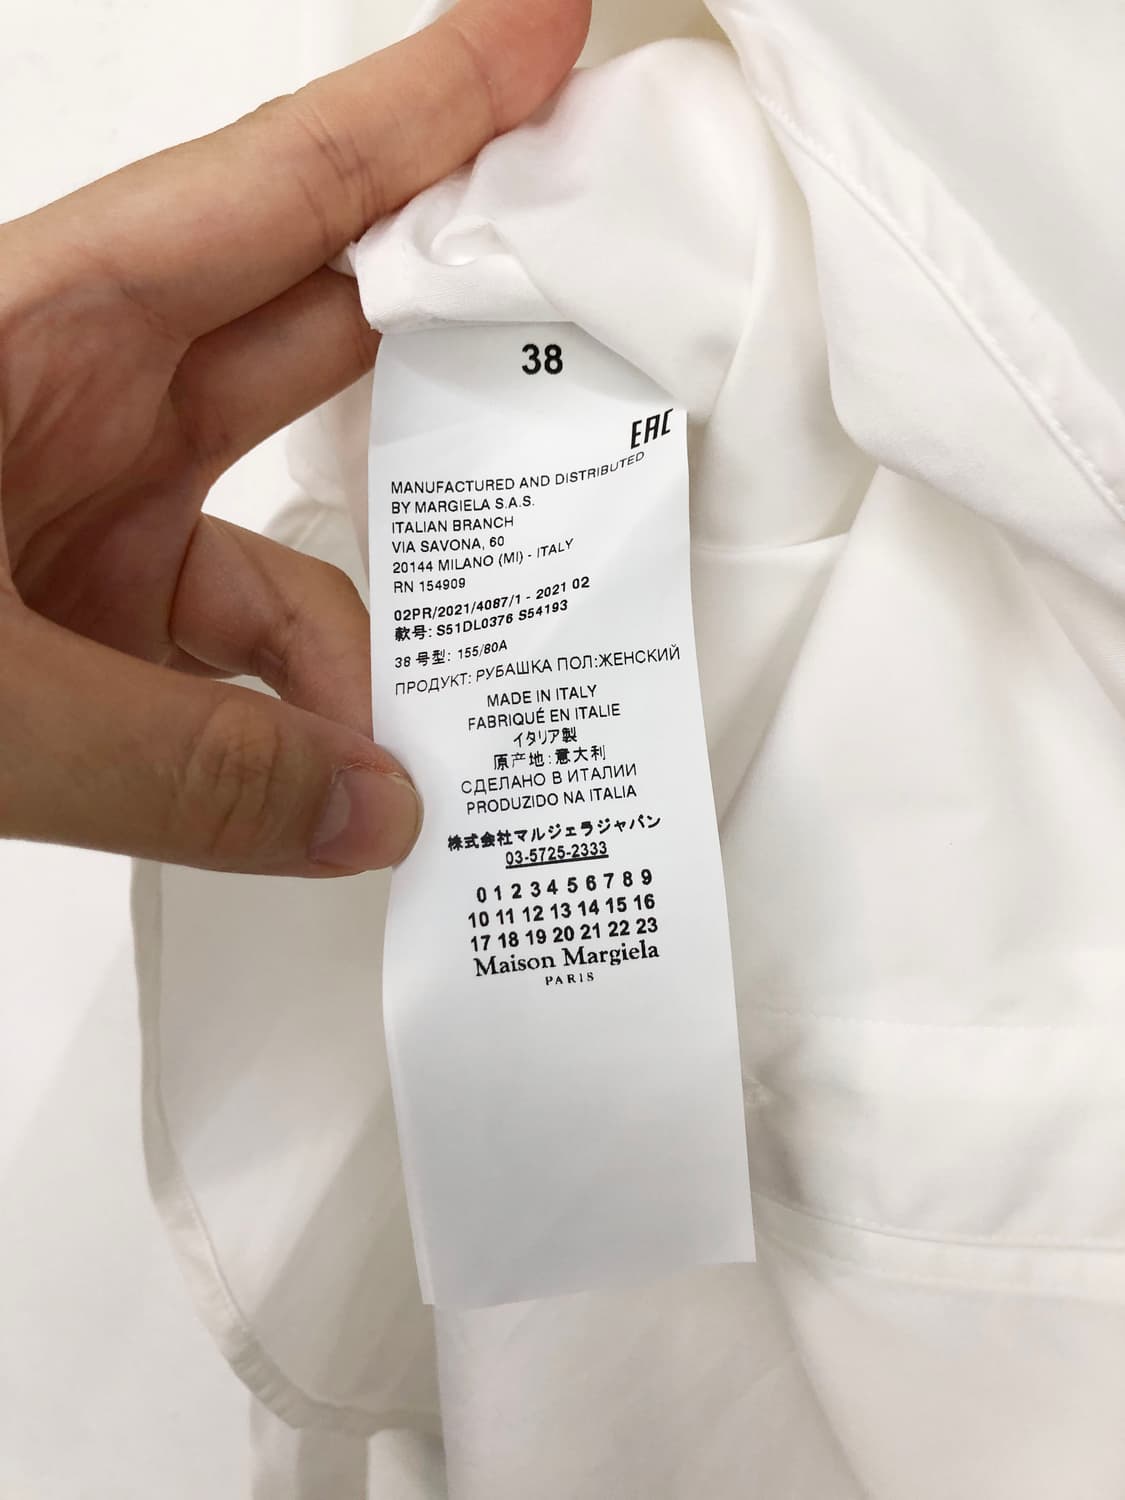 38
EAC
MANUFACTURED AND DISTRIBUTED
BY MARGIELA S.A.S.
ITALIAN BRANCH
VIA SAVONA, 60
20144 MILANO (MI) - ITALY
RN 154909
02PR/2021/4087/1 - 2021 02
款号: S51DL0376 S54193
38 号型: 155/80A
ПРОДУКТ: РУБАШКА ПОЛ:ЖЕНСКИЙ
MADE IN ITALY
FABRIQUÉ EN ITALIE
イタリア製
原产地:意大利
СДЕЛАНО В ИТАЛИИ
PRODUZIDO NA ITALIA
株式会社マルジェラジャパン
03-5725-2333
0 1 2 3 4 5 6 7 8 9
10 11 12 13 14 15 16
17 18 19 20 21 22 23
Maison Margiela
PARIS